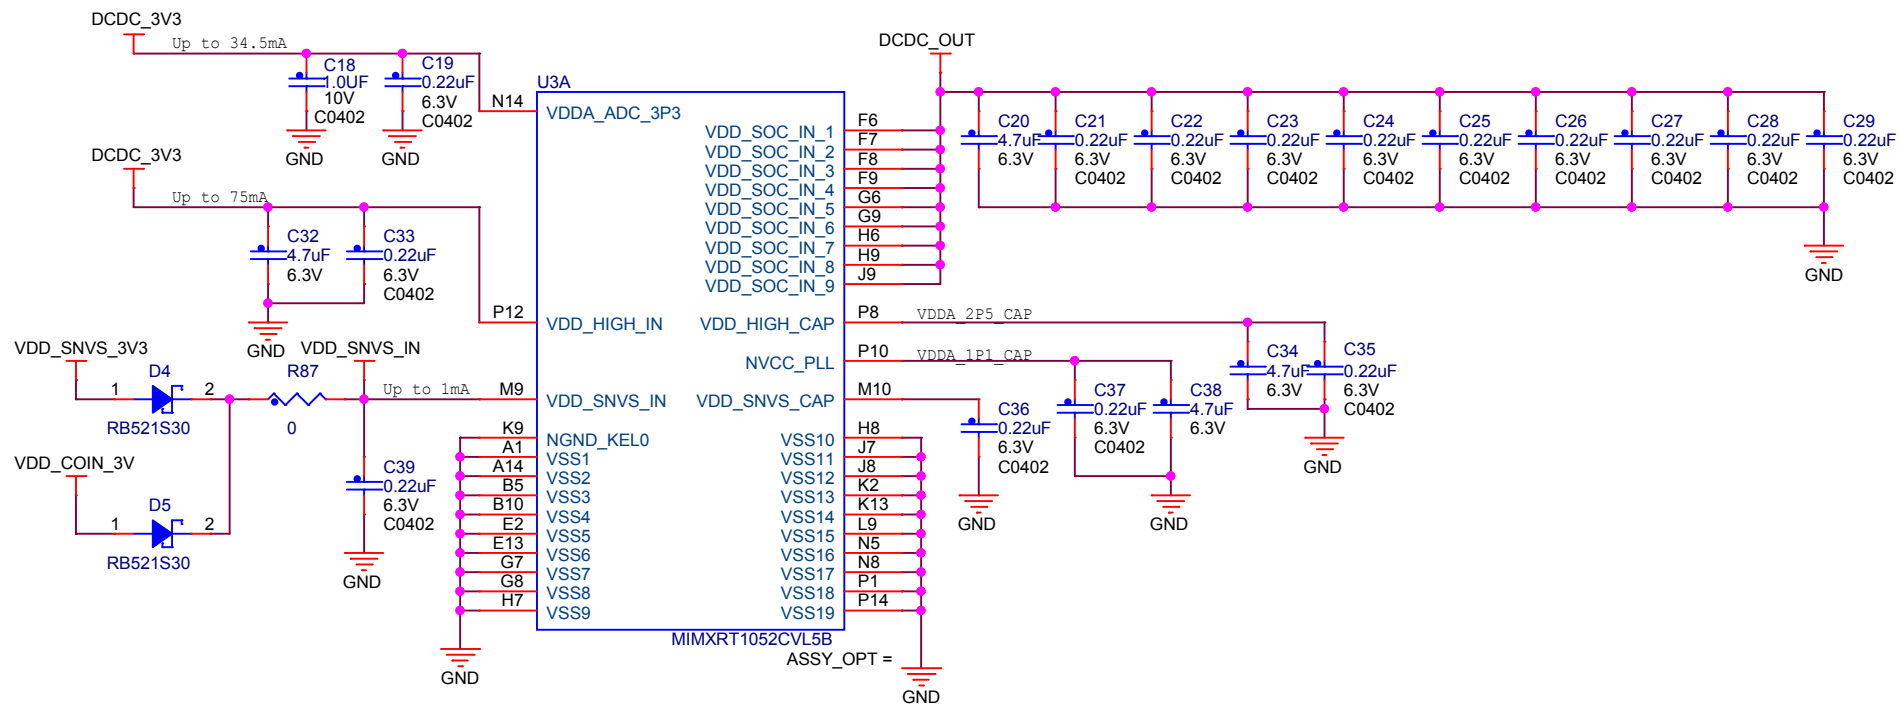 DCDC_3V3
Up to 34.5mA
C18
1.0UF
10V
C0402
C19
0.22uF
6.3V
C0402
GND
GND
DCDC_3V3
Up to 75mA
C32
4.7uF
6.3V
C33
0.22uF
6.3V
C0402
GND
VDD_SNVS_3V3
D4
1
2
RB521S30
VDD_COIN_3V
D5
1
2
RB521S30
R87
0
VDD_SNVS_IN
Up to 1mA
C39
0.22uF
6.3V
C0402
GND
U3A
N14
VDDA_ADC_3P3
P12
VDD_HIGH_IN
M9
VDD_SNVS_IN
K9
NGND_KEL0
A1
VSS1
A14
VSS2
B5
VSS3
B10
VSS4
E2
VSS5
E13
VSS6
G7
VSS7
G8
VSS8
H7
VSS9
GND
VDD_SOC_IN_1
F6
VDD_SOC_IN_2
F7
VDD_SOC_IN_3
F8
VDD_SOC_IN_4
F9
VDD_SOC_IN_5
G6
VDD_SOC_IN_6
G9
VDD_SOC_IN_7
H6
VDD_SOC_IN_8
H9
VDD_SOC_IN_9
J9
VDD_HIGH_CAP
P8
VDDA_2P5_CAP
NVCC_PLL
P10
VDDA_1P1_CAP
VDD_SNVS_CAP
M10
VSS10
H8
VSS11
J7
VSS12
J8
VSS13
K2
VSS14
K13
VSS15
L9
VSS16
N5
VSS17
N8
VSS18
P1
VSS19
P14
MIMXRT1052CVL5B
ASSY_OPT =
GND
DCDC_OUT
C20
4.7uF
6.3V
C21
0.22uF
6.3V
C0402
C22
0.22uF
6.3V
C0402
C23
0.22uF
6.3V
C0402
C24
0.22uF
6.3V
C0402
C25
0.22uF
6.3V
C0402
C26
0.22uF
6.3V
C0402
C27
0.22uF
6.3V
C0402
C28
0.22uF
6.3V
C0402
C29
0.22uF
6.3V
C0402
GND
C34
4.7uF
6.3V
C35
0.22uF
6.3V
C0402
GND
C36
0.22uF
6.3V
C0402
GND
C37
0.22uF
6.3V
C0402
C38
4.7uF
6.3V
GND